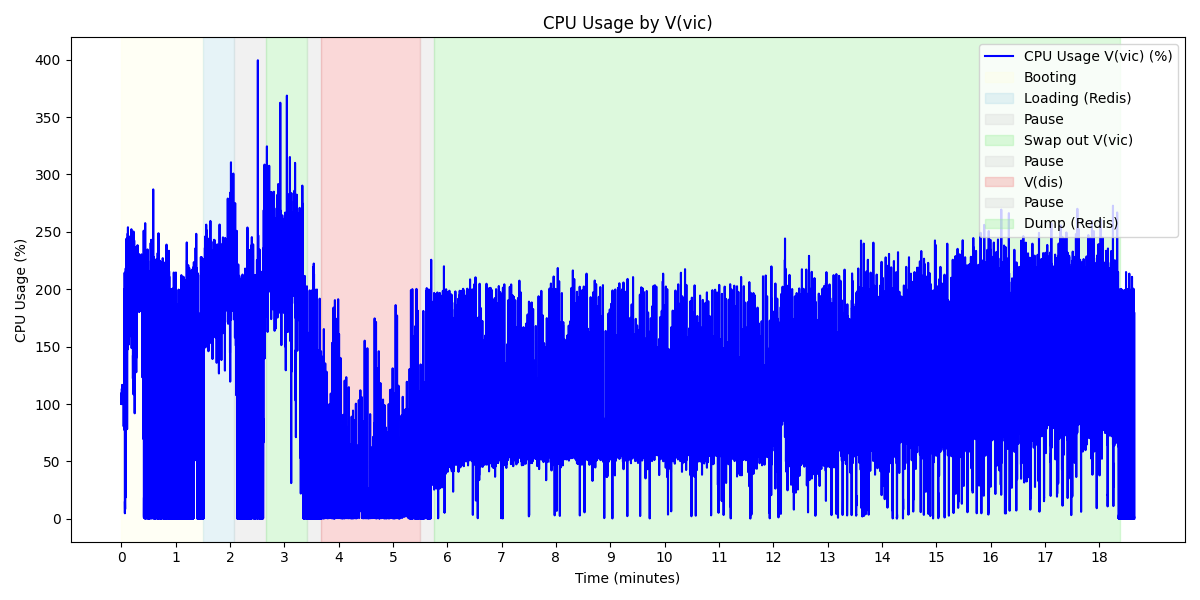 CPU Usage by V(vic)
CPU Usage (%)
400
350
300
250
200
150
100
50
0
CPU Usage V(vic) (%)
Booting
Loading (Redis)
Pause
Swap out V(vic)
Pause
V(dis)
Pause
Dump (Redis)
0 1 2 3 4 5 6 7 8 9 10 11 12 13 14 15 16 17 18
Time (minutes)